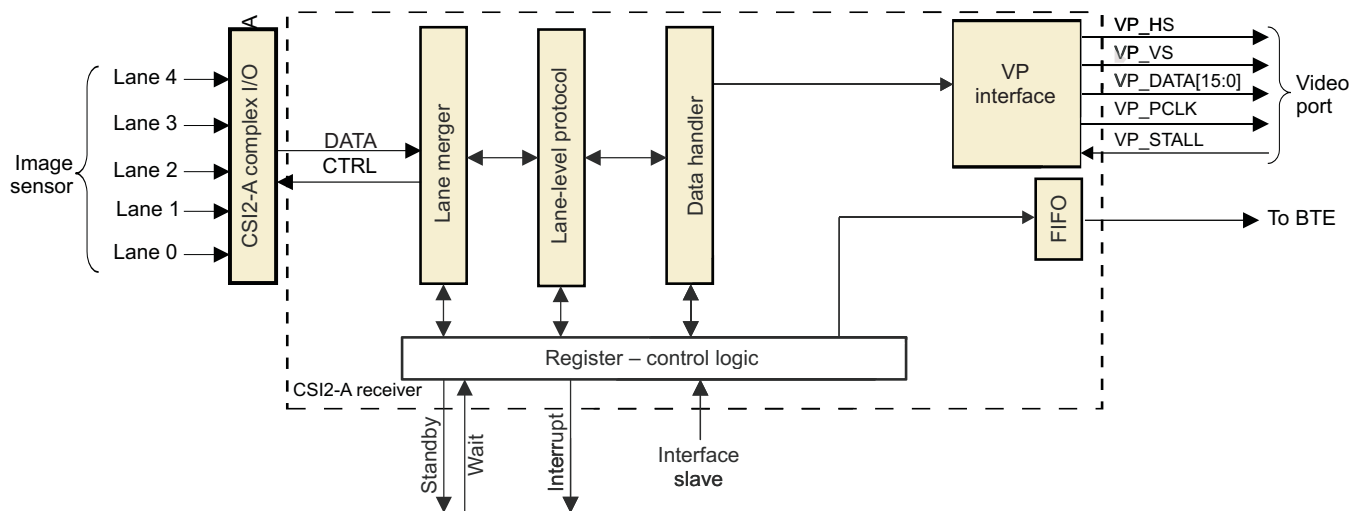 A
Image
sensor
Lane 4
Lane 3
Lane 2
Lane 1
Lane 0
CSI2-A complex I/O
DATA
CTRL
Lane merger
Lane-level protocol
Data handler
VP
interface
VP_HS
VP_VS
VP_DATA[15:0]
VP_PCLK
VP_STALL
Video
port
FIFO
To BTE
Register – control logic
CSI2-A receiver
Standby
Wait
Interrupt
Interface
slave